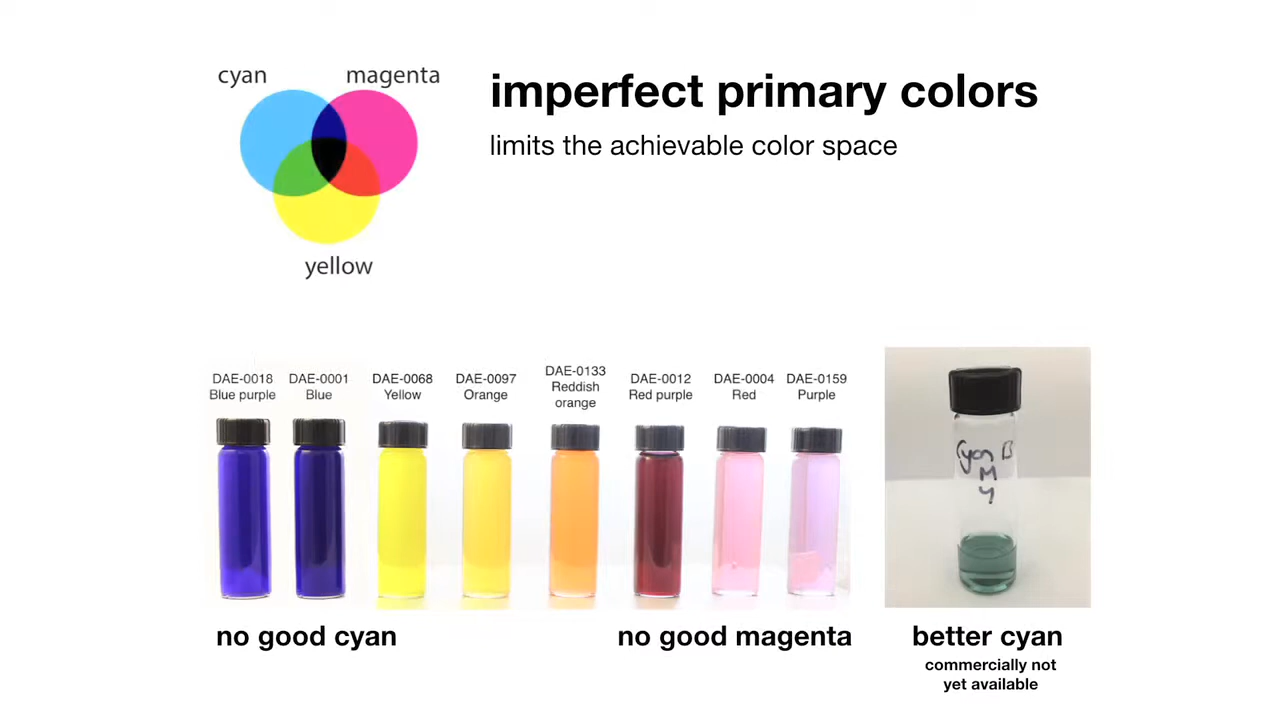 cyan
magenta
yellow
imperfect primary colors
limits the achievable color space
DAE-0018
Blue purple
DAE-0001
Blue
DAE-0068
Yellow
DAE-0097
Orange
DAE-0133
Reddish
orange
DAE-0012
Red purple
DAE-0004
Red
DAE-0159
Purple
Cyan B
M
y
no good cyan
no good magenta
better cyan
commercially not
yet available